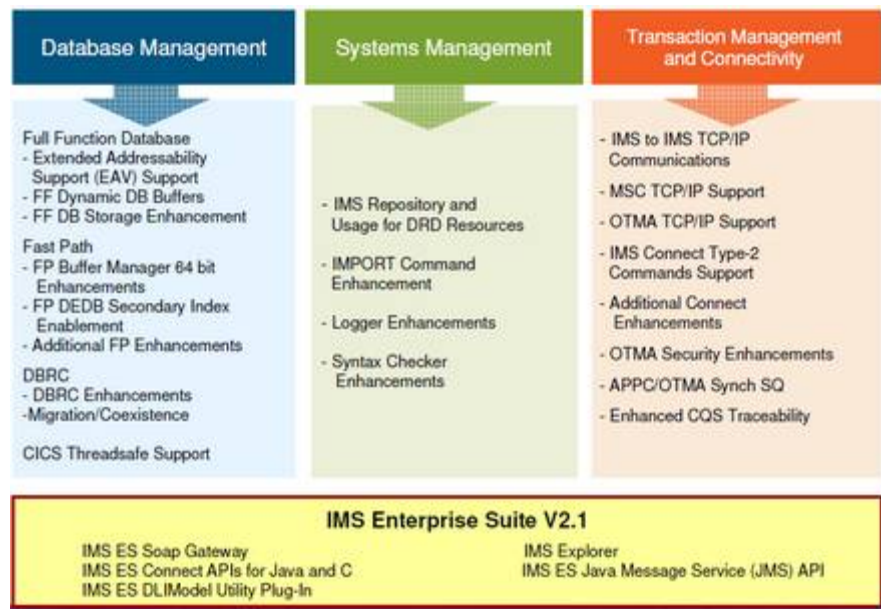 Database Management
Full Function Database
- Extended Addressability
Support (EAV) Support
- FF Dynamic DB Buffers
- FF DB Storage Enhancement
Fast Path
- FP Buffer Manager 64 bit
Enhancements
- FP DEDB Secondary Index
Enablement
- Additional FP Enhancements
DBRC
- DBRC Enhancements
-Migration/Coexistence
CICS Threadsafe Support
Systems Management
- IMS Repository and
Usage for DRD Resources
- IMPORT Command
Enhancement
- Logger Enhancements
- Syntax Checker
Enhancements
Transaction Management
and Connectivity
- IMS to IMS TCP/IP
Communications
- MSC TCP/IP Support
- OTMA TCP/IP Support
- IMS Connect Type-2
Commands Support
- Additional Connect
Enhancements
- OTMA Security Enhancements
- APPC/OTMA Synch SQ
- Enhanced CQS Traceability
IMS Enterprise Suite V2.1
IMS ES Soap Gateway
IMS ES Connect APIs for Java and C
IMS ES DLIModel Utility Plug-In
IMS Explorer
IMS ES Java Message Service (JMS) API